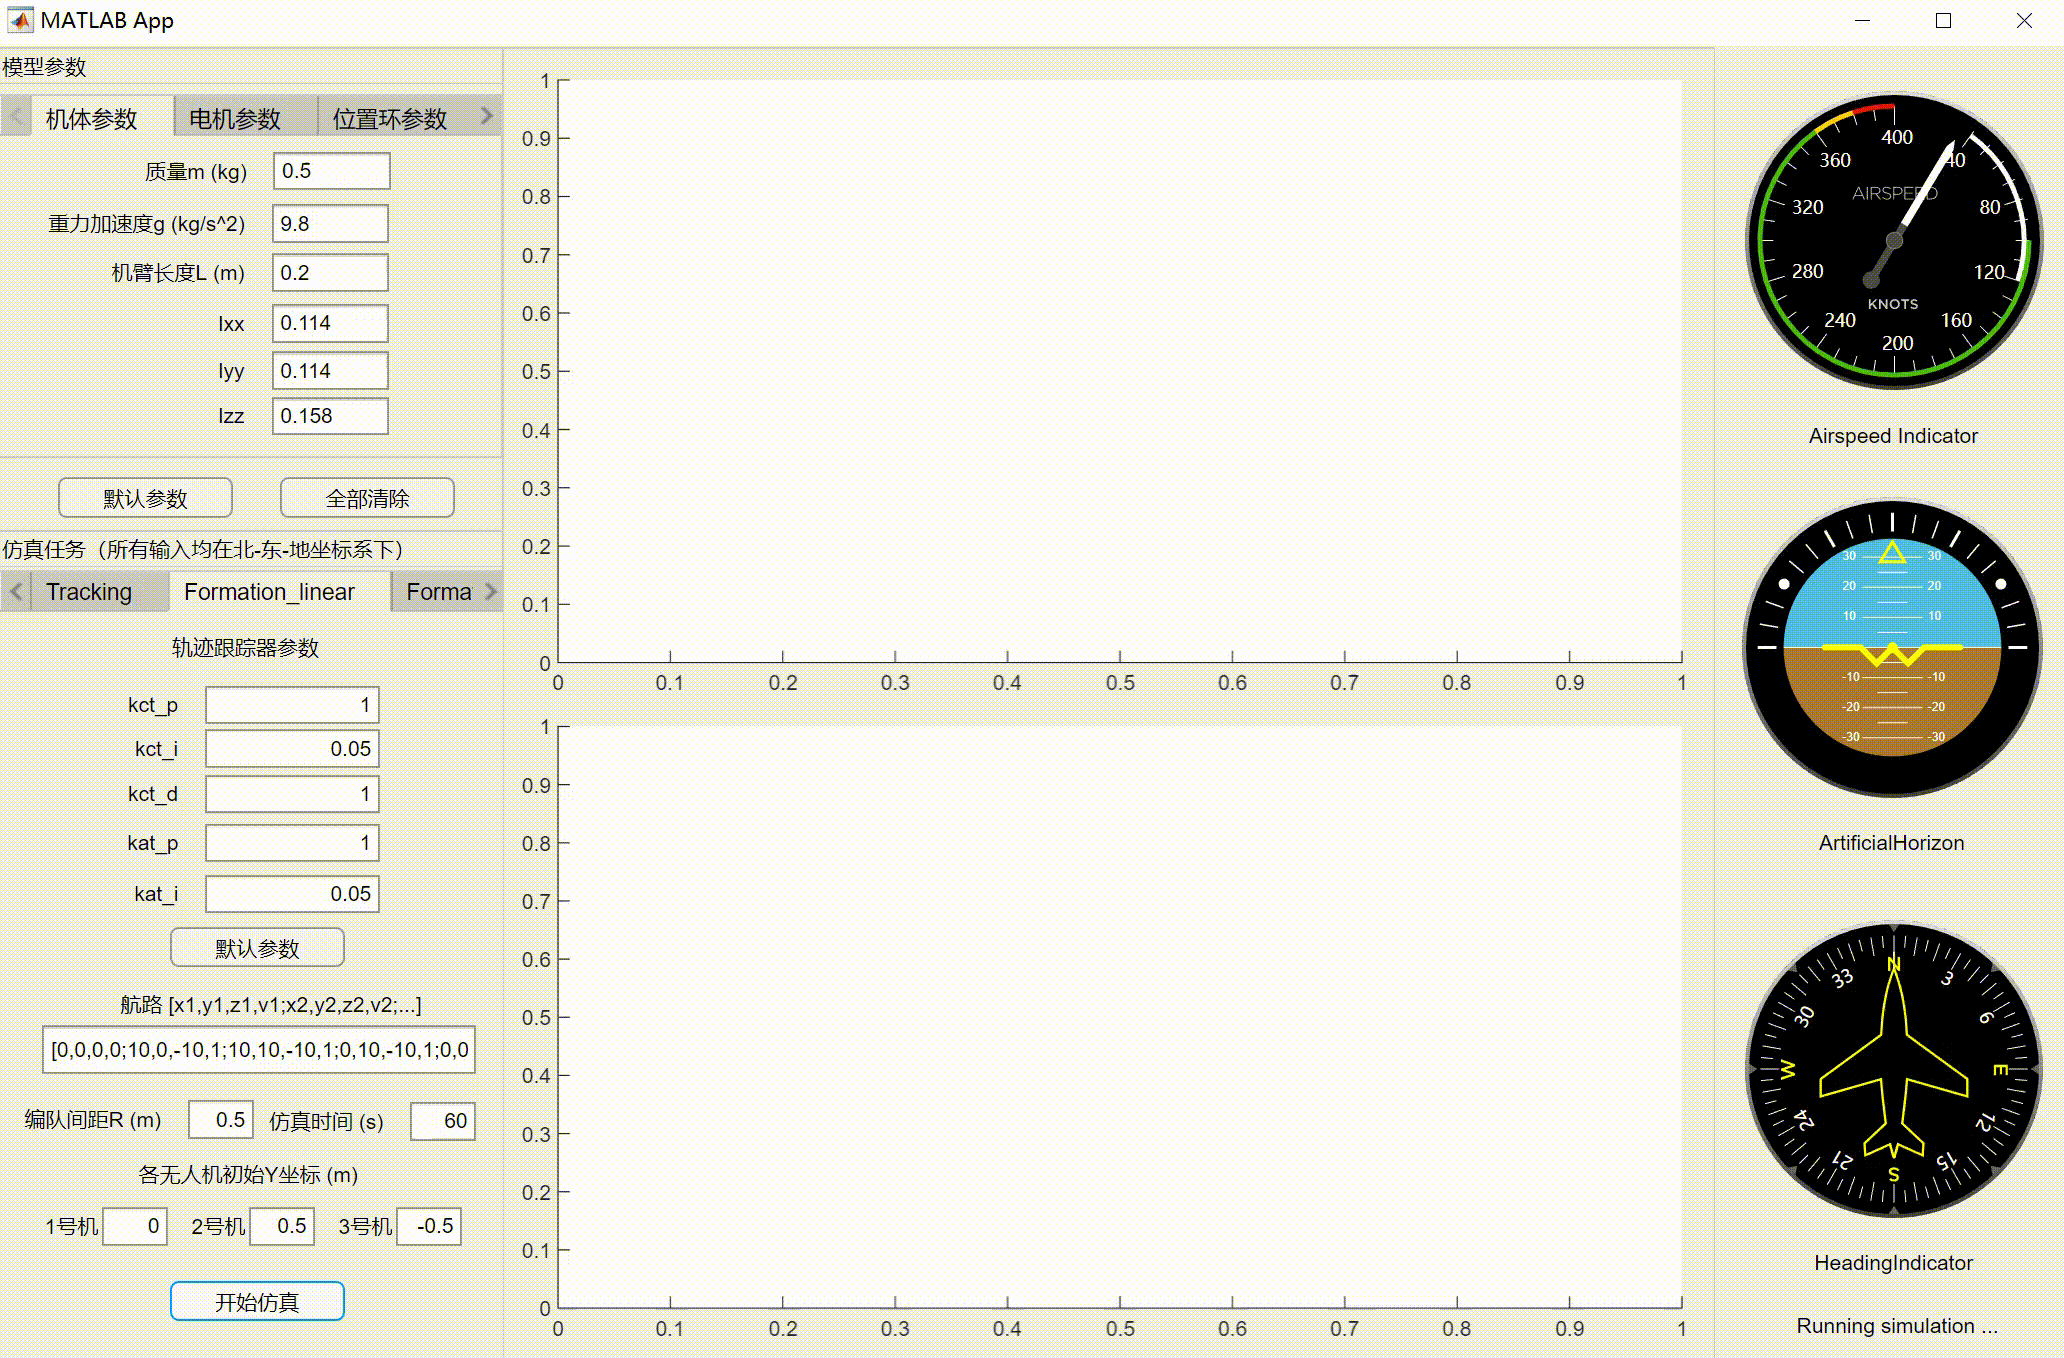 MATLAB App
模型参数
机体参数 电机参数 位置环参数
质量m (kg) 0.5
重力加速度g (kg/s^2) 9.8
机臂长度L (m) 0.2
Ixx 0.114
Iyy 0.114
Izz 0.158
默认参数 全部清除
仿真任务（所有输入均在北-东-地坐标系下）
Tracking Formation_linear Forma
轨迹跟踪器参数
kct_p 1
kct_i 0.05
kct_d 1
kat_p 1
kat_i 0.05
默认参数
航路 [x1,y1,z1,v1;x2,y2,z2,v2;...]
[0,0,0,0;10,0,-10,1;10,10,-10,1;0,10,-10,1;0,0
编队间距R (m) 0.5 仿真时间 (s) 60
各无人机初始Y坐标 (m)
1号机 0 2号机 0.5 3号机 -0.5
开始仿真
1
0.9
0.8
0.7
0.6
0.5
0.4
0.3
0.2
0.1
0
0 0.1 0.2 0.3 0.4 0.5 0.6 0.7 0.8 0.9 1
1
0.9
0.8
0.7
0.6
0.5
0.4
0.3
0.2
0.1
0
0 0.1 0.2 0.3 0.4 0.5 0.6 0.7 0.8 0.9 1
400
360 40
AIRSPEED
320 80
280 120
KNOTS
240 160
200
Airspeed Indicator
30 30
20 20
10 10
-10 -10
-20 -20
-30 -30
ArtificialHorizon
N
33 3
30 6
W E
24 12
21 15
S
HeadingIndicator
Running simulation ...